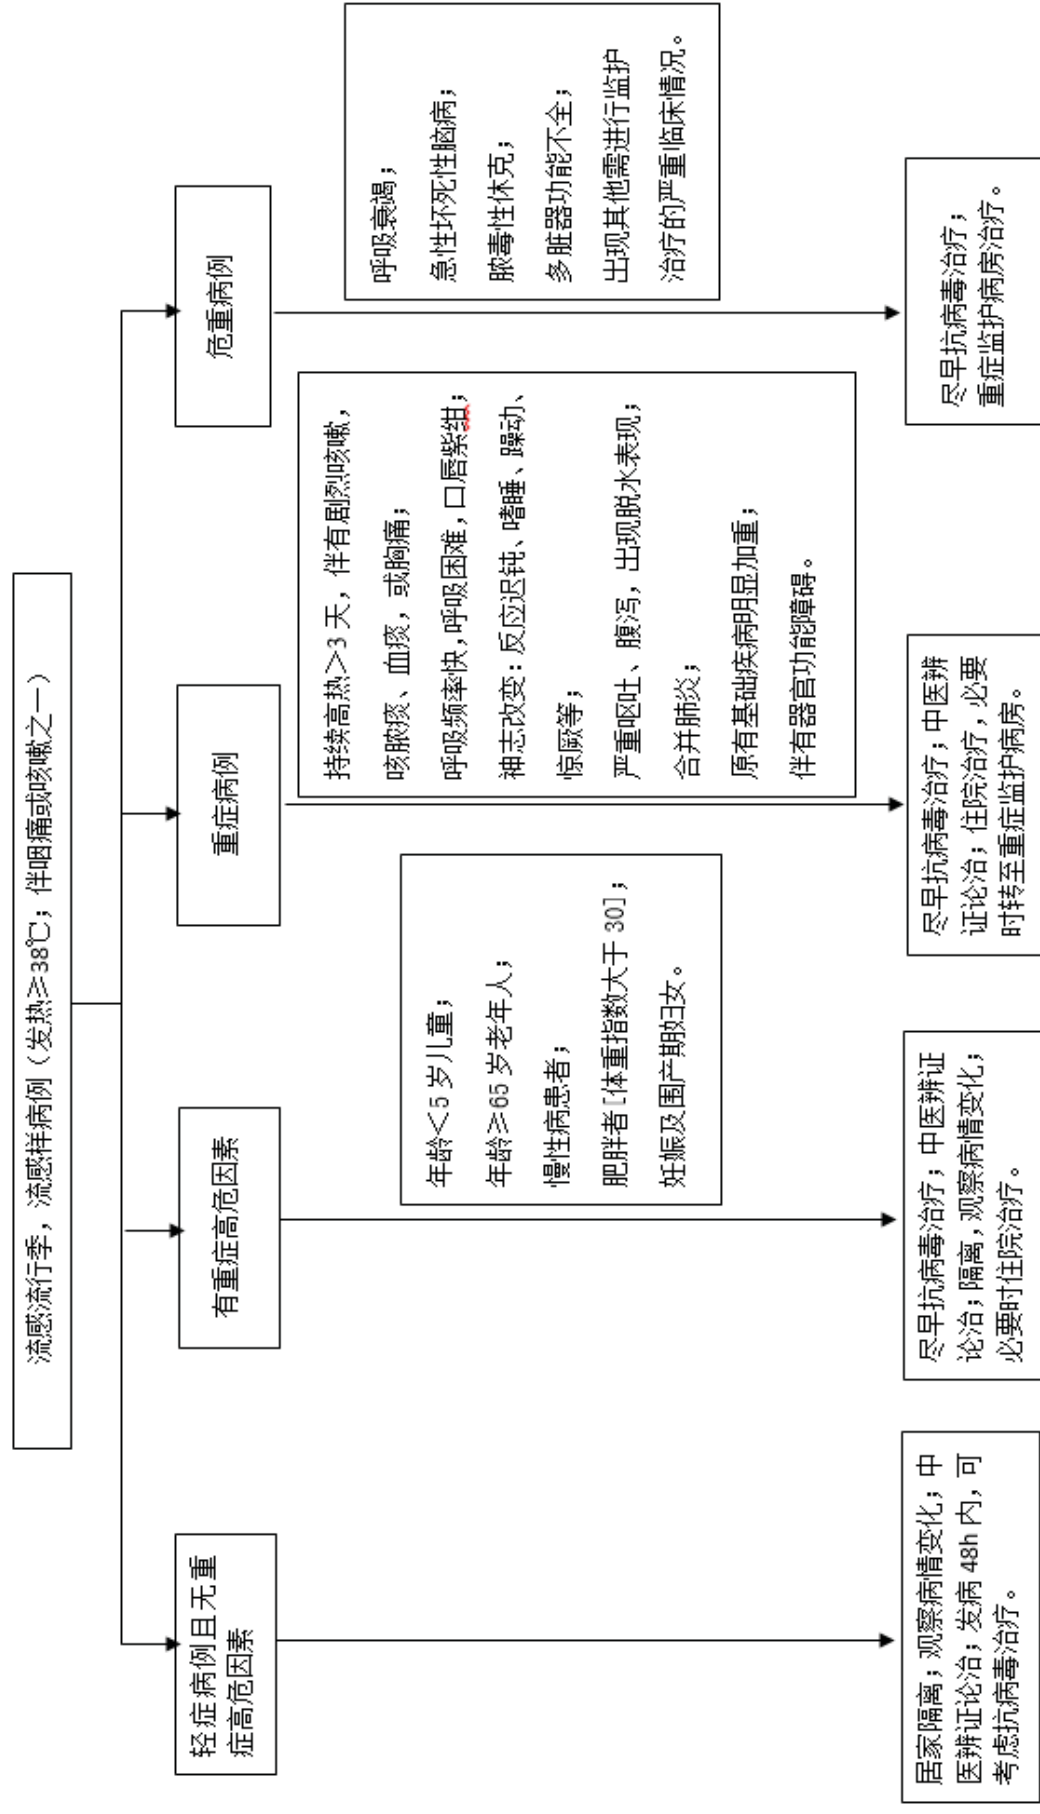 流感流行季，流感样病例（发热≥38℃；伴咽痛或咳嗽之一）
轻症病例且无重
症高危因素
有重症高危因素
重症病例
危重病例
年龄＜5 岁儿童；
年龄≥65 岁老年人；
慢性病患者；
肥胖者［体重指数大于 30］；
妊娠及围产期妇女。
持续高热＞3 天，伴有剧烈咳嗽，
咳脓痰、血痰，或胸痛；
呼吸频率快，呼吸困难，口唇紫绀；
神志改变：反应迟钝、嗜睡、躁动、
惊厥等；
严重呕吐、腹泻，出现脱水表现；
合并肺炎；
原有基础疾病明显加重；
伴有器官功能障碍。
呼吸衰竭；
急性坏死性脑病；
脓毒性休克；
多脏器功能不全；
出现其他需进行监护
治疗的严重临床情况。
居家隔离；观察病情变化；中
医辨证论治；发病 48h 内，可
考虑抗病毒治疗。
尽早抗病毒治疗；中医辨证
论治；隔离，观察病情变化；
必要时住院治疗。
尽早抗病毒治疗；中医辨
证论治；住院治疗，必要
时转至重症监护病房。
尽早抗病毒治疗；
重症监护病房治疗。